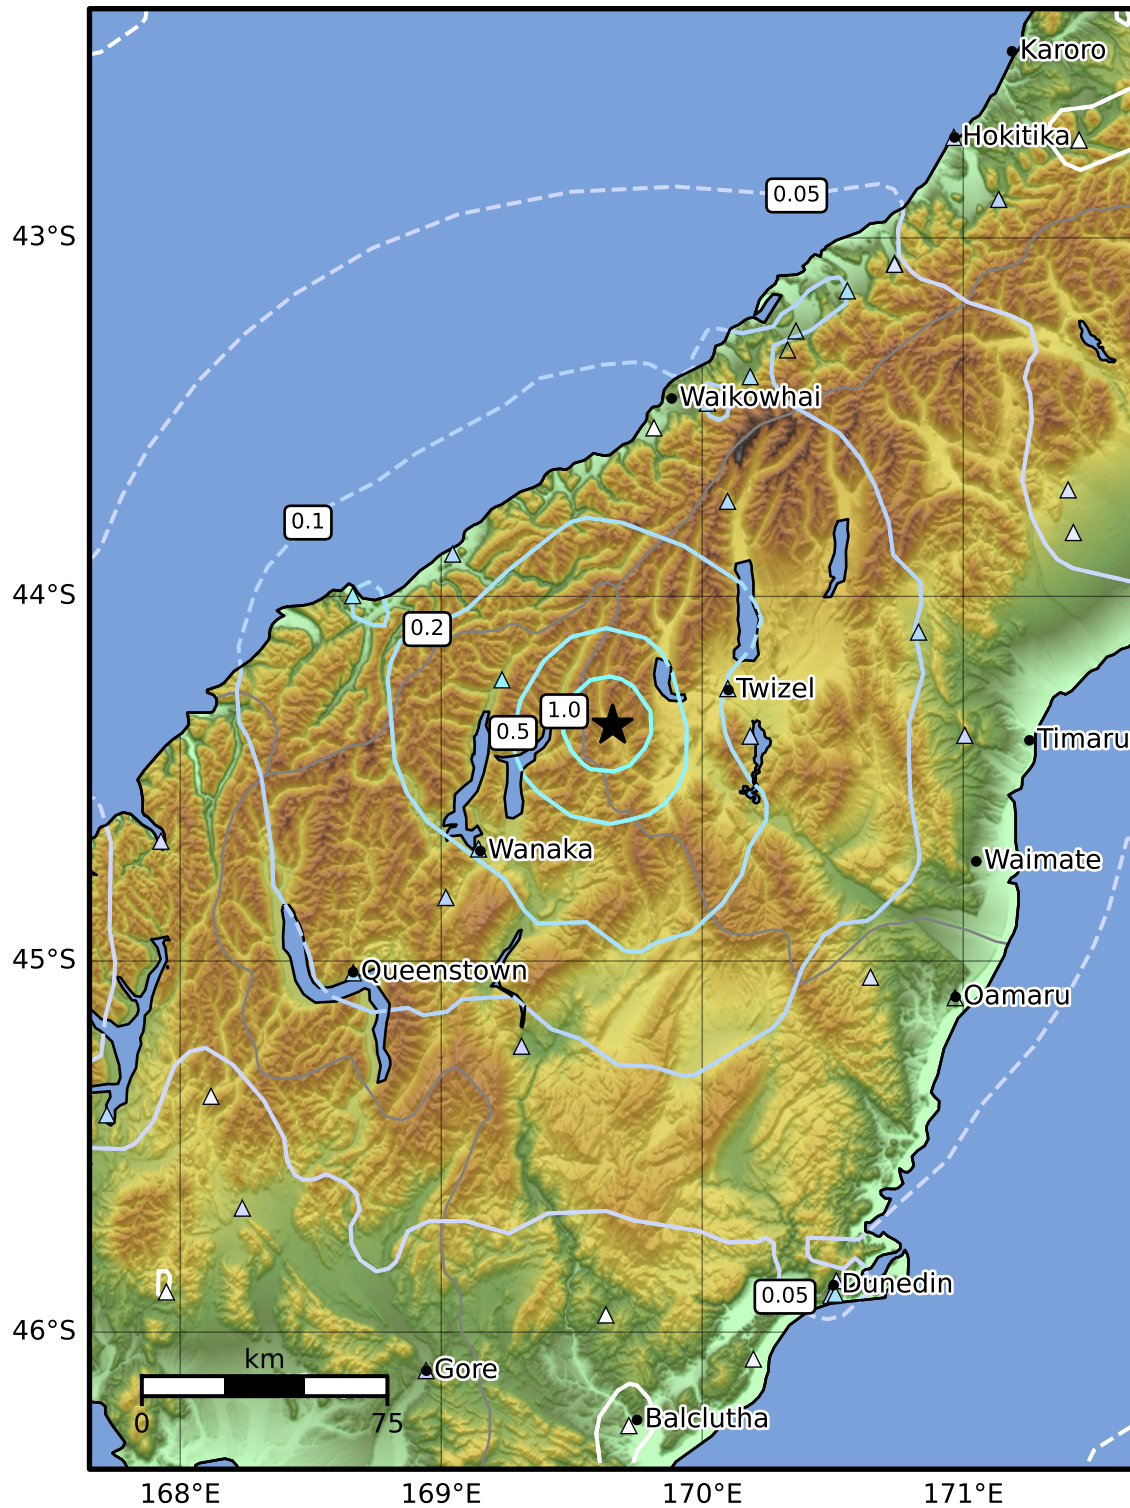 Karoro
Hokitika
0.05
43°S
Waikowhai
0.1
44°S
0.2
Twizel
1.0
0.5
Timaru
Wanaka
Waimate
45°S
Queenstown
Oamaru
Dunedin
0.05
46°S
km
Gore
0
75
Balclutha
168°E
169°E
170°E
171°E